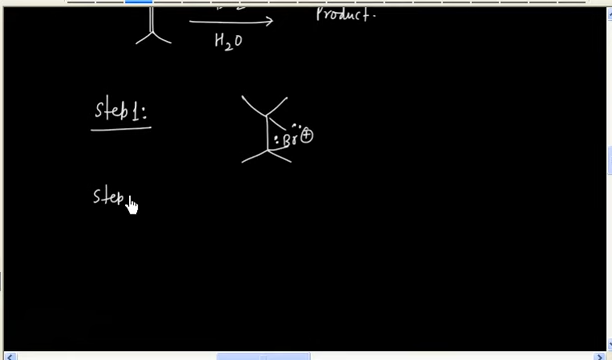 Product.
H₂O
Step 1:
:Br⊕
Step